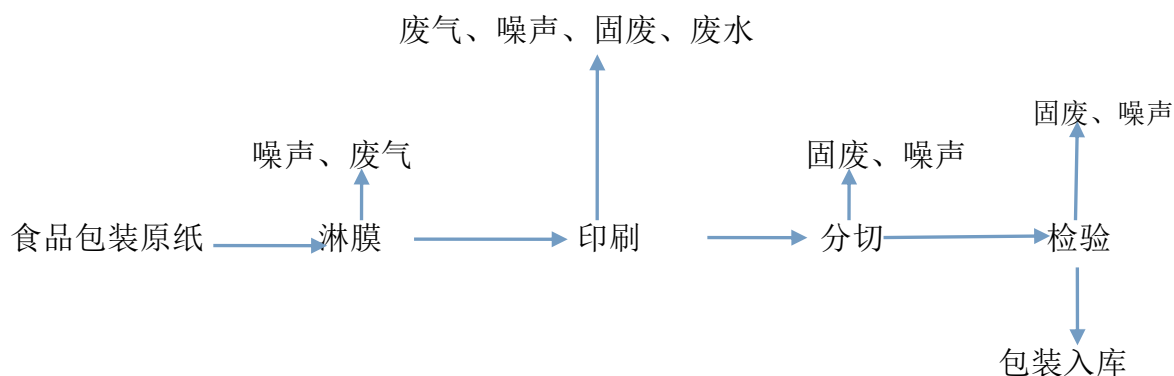 废气、噪声、固废、废水
固废、噪声
噪声、废气
固废、噪声
食品包装原纸
淋膜
印刷
分切
检验
包装入库